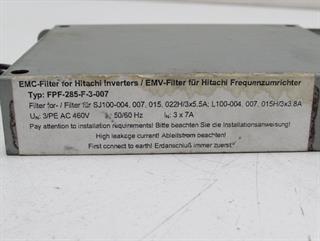 EMC-Filter for Hitachi Inverters / EMV-Filter für Hitachi Frequenzumrichter
Typ: FPF-285-F-3-007
Filter for- / Filter für SJ100-004, 007, 015, 022H/3x5,5A; L100-004, 007, 015H/3x3.8A
U_N: 3/PE AC 460V 50/60 Hz I_N: 3 x 7A
Pay attention to installation requirements! Bitte beachten Sie die Installationsanweisung!
High leakage current! Ableitstrom beachten!
First connect to earth! Erdanschluß immer zuerst!